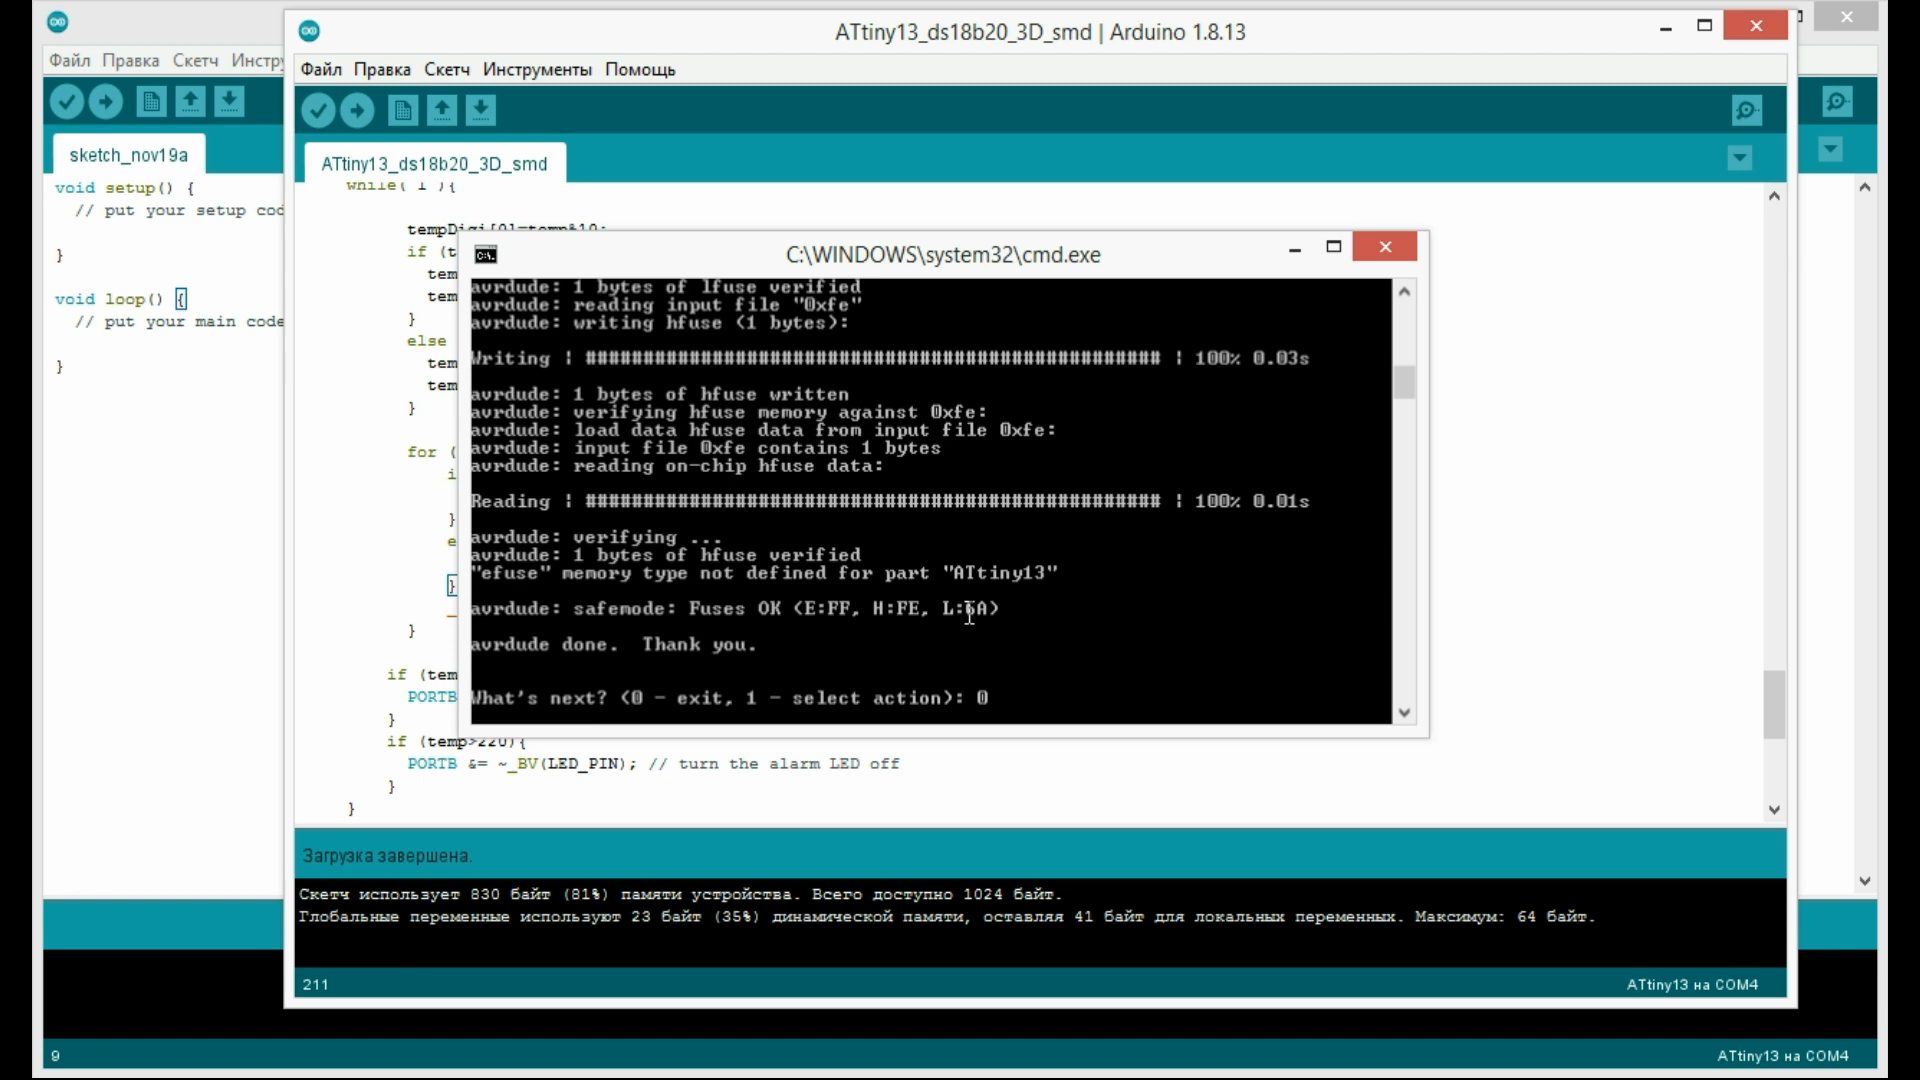 ATtiny13_ds18b20_3D_smd | Arduino 1.8.13
Файл Правка Скетч Инстру
Файл Правка Скетч Инструменты Помощь
sketch_nov19a
ATtiny13_ds18b20_3D_smd
void setup() {
// put your setup cod
}
void loop() {
// put your main code
}
while( 1 ){
tempDigi[0]=temp%10;
if (t
tem
tem
}
else
tem
tem
}
for (
i
}
e
}
}
if (tem
PORTB
}
if (temp>220){
PORTB &= ~_BV(LED_PIN); // turn the alarm LED off
}
}
C:\WINDOWS\system32\cmd.exe
avrdude: 1 bytes of lfuse verified
avrdude: reading input file "0xfe"
avrdude: writing hfuse (1 bytes):
Writing | ################################################## | 100% 0.03s
avrdude: 1 bytes of hfuse written
avrdude: verifying hfuse memory against 0xfe:
avrdude: load data hfuse data from input file 0xfe:
avrdude: input file 0xfe contains 1 bytes
avrdude: reading on-chip hfuse data:
Reading | ################################################## | 100% 0.01s
avrdude: verifying ...
avrdude: 1 bytes of hfuse verified
"efuse" memory type not defined for part "ATtiny13"
avrdude: safemode: Fuses OK (E:FF, H:FE, L:6A)
avrdude done.  Thank you.
What's next? (0 - exit, 1 - select action): 0
Загрузка завершена.
Скетч использует 830 байт (81%) памяти устройства. Всего доступно 1024 байт.
Глобальные переменные используют 23 байт (35%) динамической памяти, оставляя 41 байт для локальных переменных. Максимум: 64 байт.
211
ATtiny13 на COM4
9
ATtiny13 на COM4